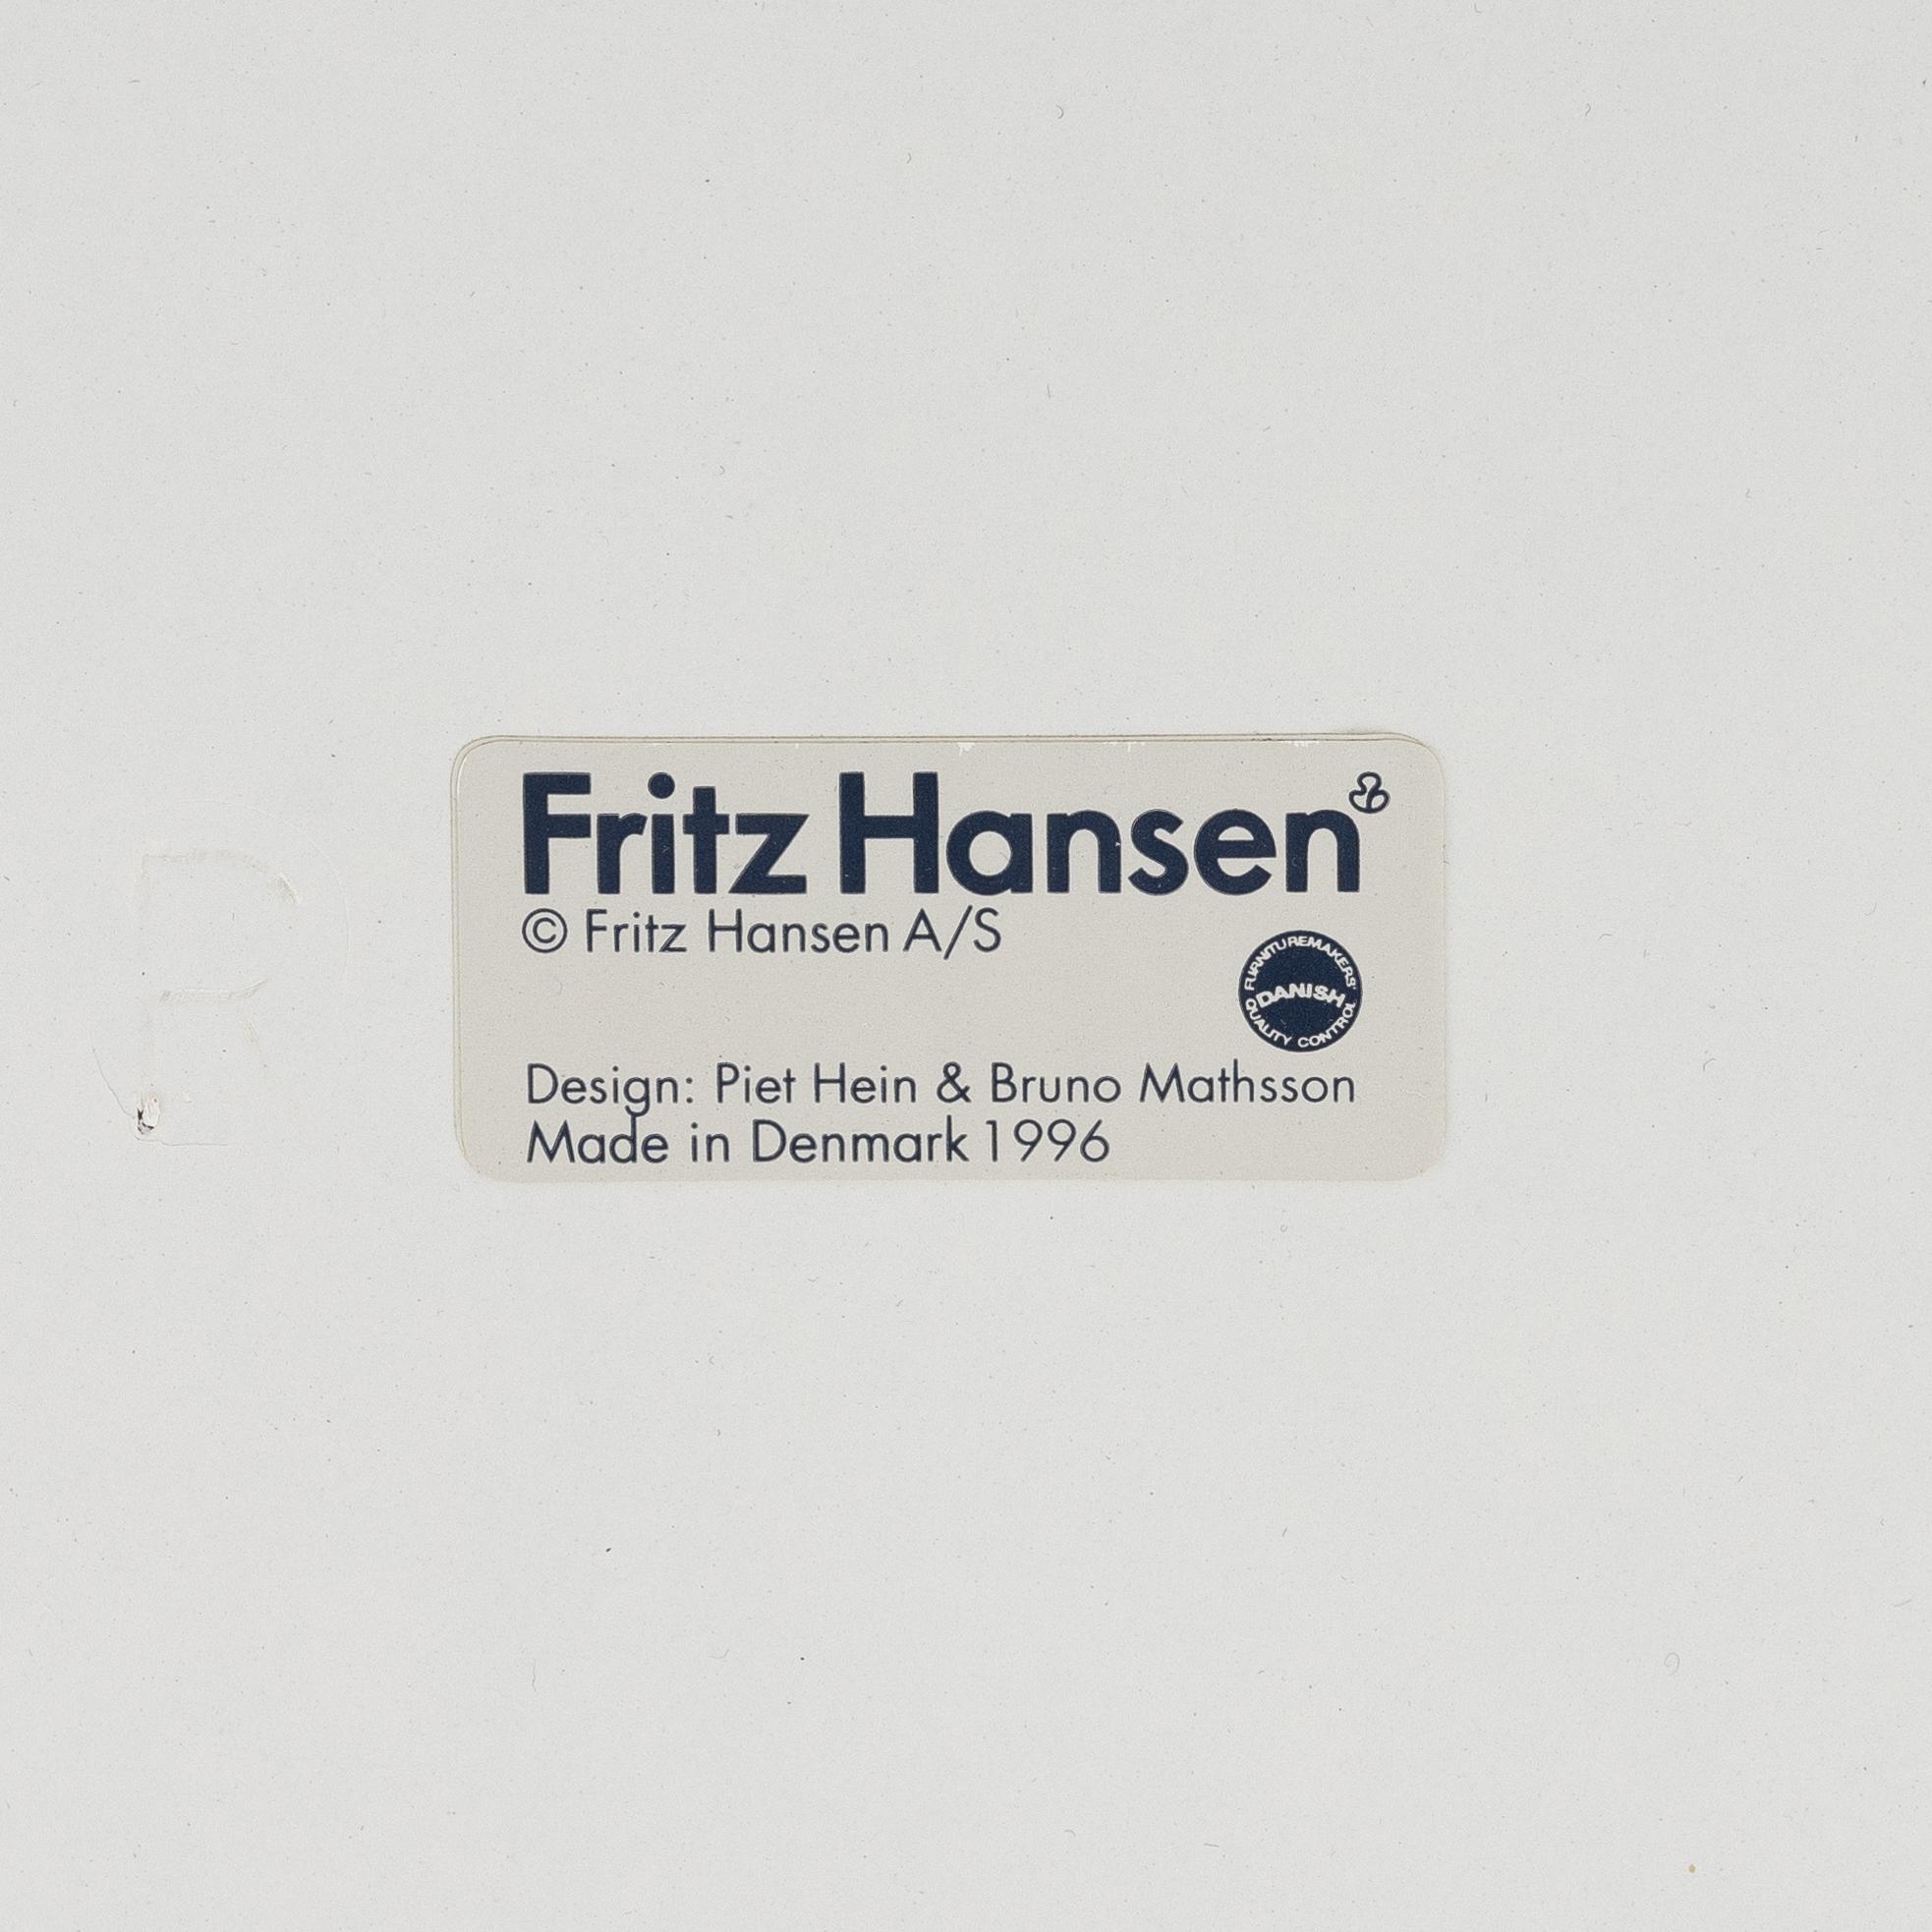 R
Fritz Hansen
© Fritz Hansen A/S
FURNITUREMAKERS'
DANISH
QUALITY CONTROL
Design: Piet Hein & Bruno Mathsson
Made in Denmark 1996